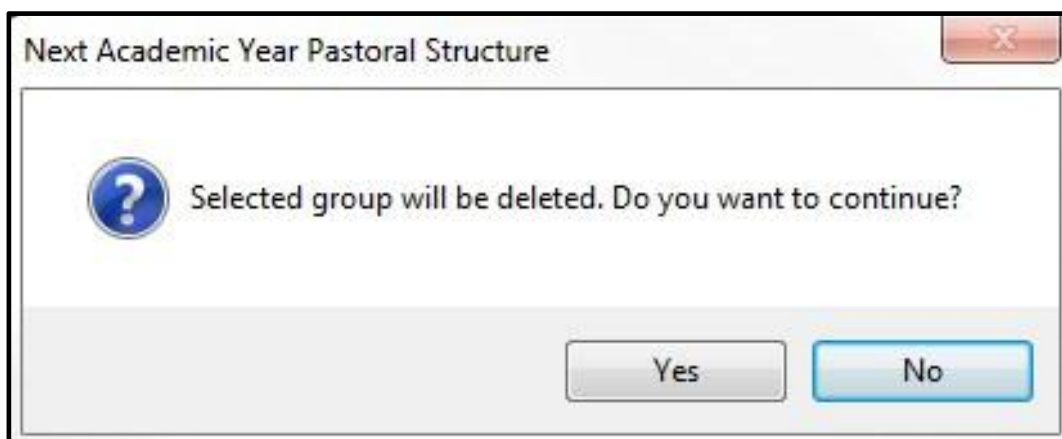 Next Academic Year Pastoral Structure
Selected group will be deleted. Do you want to continue?
Yes
No